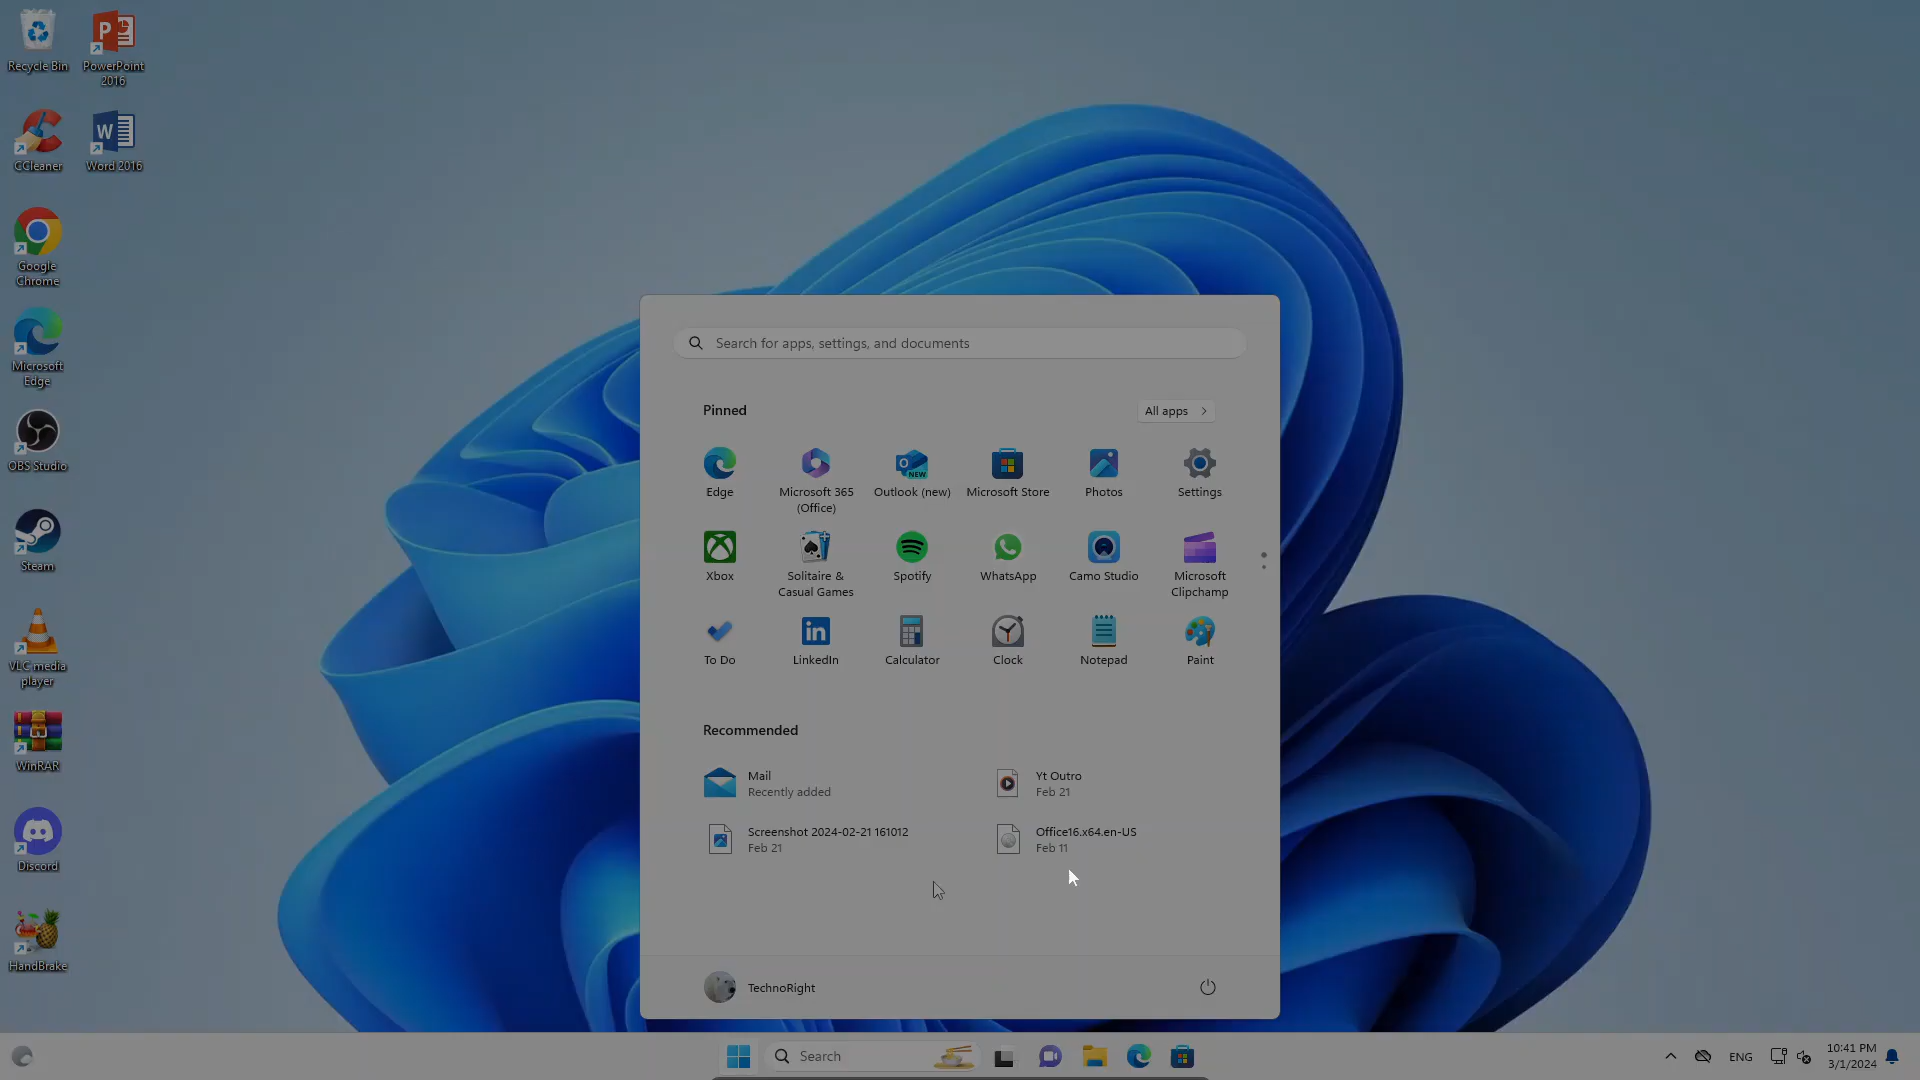 Recycle Bin
PowerPoint
2016
CCleaner
Word 2016
Google
Chrome
Microsoft
Edge
OBS Studio
Steam
VLC media
player
WinRAR
Discord
HandBrake
Search for apps, settings, and documents
Pinned
All apps
Edge
Microsoft 365
(Office)
Outlook (new)
Microsoft Store
Photos
Settings
Xbox
Solitaire &
Casual Games
Spotify
WhatsApp
Camo Studio
Microsoft
Clipchamp
To Do
LinkedIn
Calculator
Clock
Notepad
Paint
Recommended
Mail
Recently added
Yt Outro
Feb 21
Screenshot 2024-02-21 161012
Feb 21
Office16.x64.en-US
Feb 11
TechnoRight
Search
ENG
10:41 PM
3/1/2024